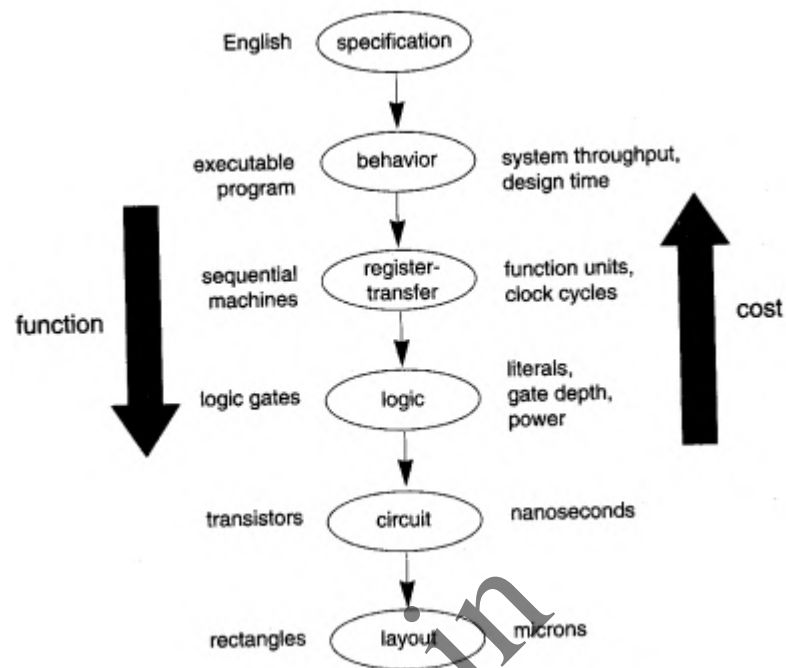 English
specification
executable
program
behavior
system throughput,
design time
sequential
machines
register-
transfer
function units,
clock cycles
function
cost
logic gates
logic
literals,
gate depth,
power
transistors
circuit
nanoseconds
rectangles
layout
microns
in